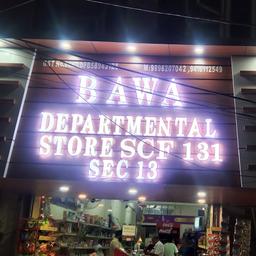 BAWA
DEPARTMENTAL
STORE SCF 131
SEC 13